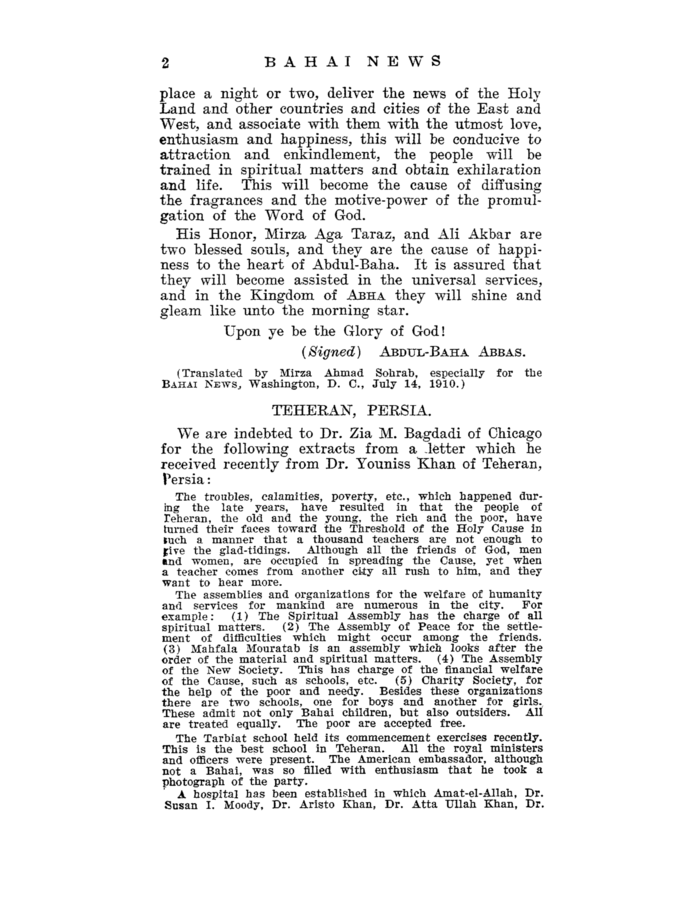 2 BAHAI NEWS
place a night or two, deliver the news of the Holy
Land and other countries and cities of the East and
West, and associate with them with the utmost love,
enthusiasm and happiness, this will be conducive to
attraction and enkindlement, the people will be
trained in spiritual matters and obtain exhilaration
and life. This will become the cause of diffusing
the fragrances and the motive-power of the promul-
gation of the Word of God.
His Honor, Mirza Aga Taraz, and Ali Akbar are
two blessed souls, and they are the cause of happi-
ness to the heart of Abdul-Baha. It is assured that
they will become assisted in the universal services,
and in the Kingdom of ABHA they will shine and
gleam like unto the morning star.
Upon ye be the Glory of God!
(Signed) ABDUL-BAHA ABBAS.
(Translated by Mirza Ahmad Sohrab, especially for the
BAHAI NEWS, Washington, D. C., July 14, 1910.)
TEHERAN, PERSIA.
We are indebted to Dr. Zia M. Bagdadi of Chicago
for the following extracts from a letter which he
received recently from Dr. Youniss Khan of Teheran,
Persia:
The troubles, calamities, poverty, etc., which happened dur-
ing the late years, have resulted in that the people of
Teheran, the old and the young, the rich and the poor, have
turned their faces toward the Threshold of the Holy Cause in
such a manner that a thousand teachers are not enough to
give the glad-tidings. Although all the friends of God, men
and women, are occupied in spreading the Cause, yet when
a teacher comes from another city all rush to him, and they
want to hear more.
The assemblies and organizations for the welfare of humanity
and services for mankind are numerous in the city. For
example: (1) The Spiritual Assembly has the charge of all
spiritual matters. (2) The Assembly of Peace for the settle-
ment of difficulties which might occur among the friends.
(3) Mahfala Mouratab is an assembly which looks after the
order of the material and spiritual matters. (4) The Assembly
of the New Society. This has charge of the financial welfare
of the Cause, such as schools, etc. (5) Charity Society, for
the help of the poor and needy. Besides these organizations
there are two schools, one for boys and another for girls.
These admit not only Bahai children, but also outsiders. All
are treated equally. The poor are accepted free.
The Tarbiat school held its commencement exercises recently.
This is the best school in Teheran. All the royal ministers
and officers were present. The American embassador, although
not a Bahai, was so filled with enthusiasm that he took a
photograph of the party.
A hospital has been established in which Amat-el-Allah, Dr.
Susan I. Moody, Dr. Aristo Khan, Dr. Atta Ullah Khan, Dr.